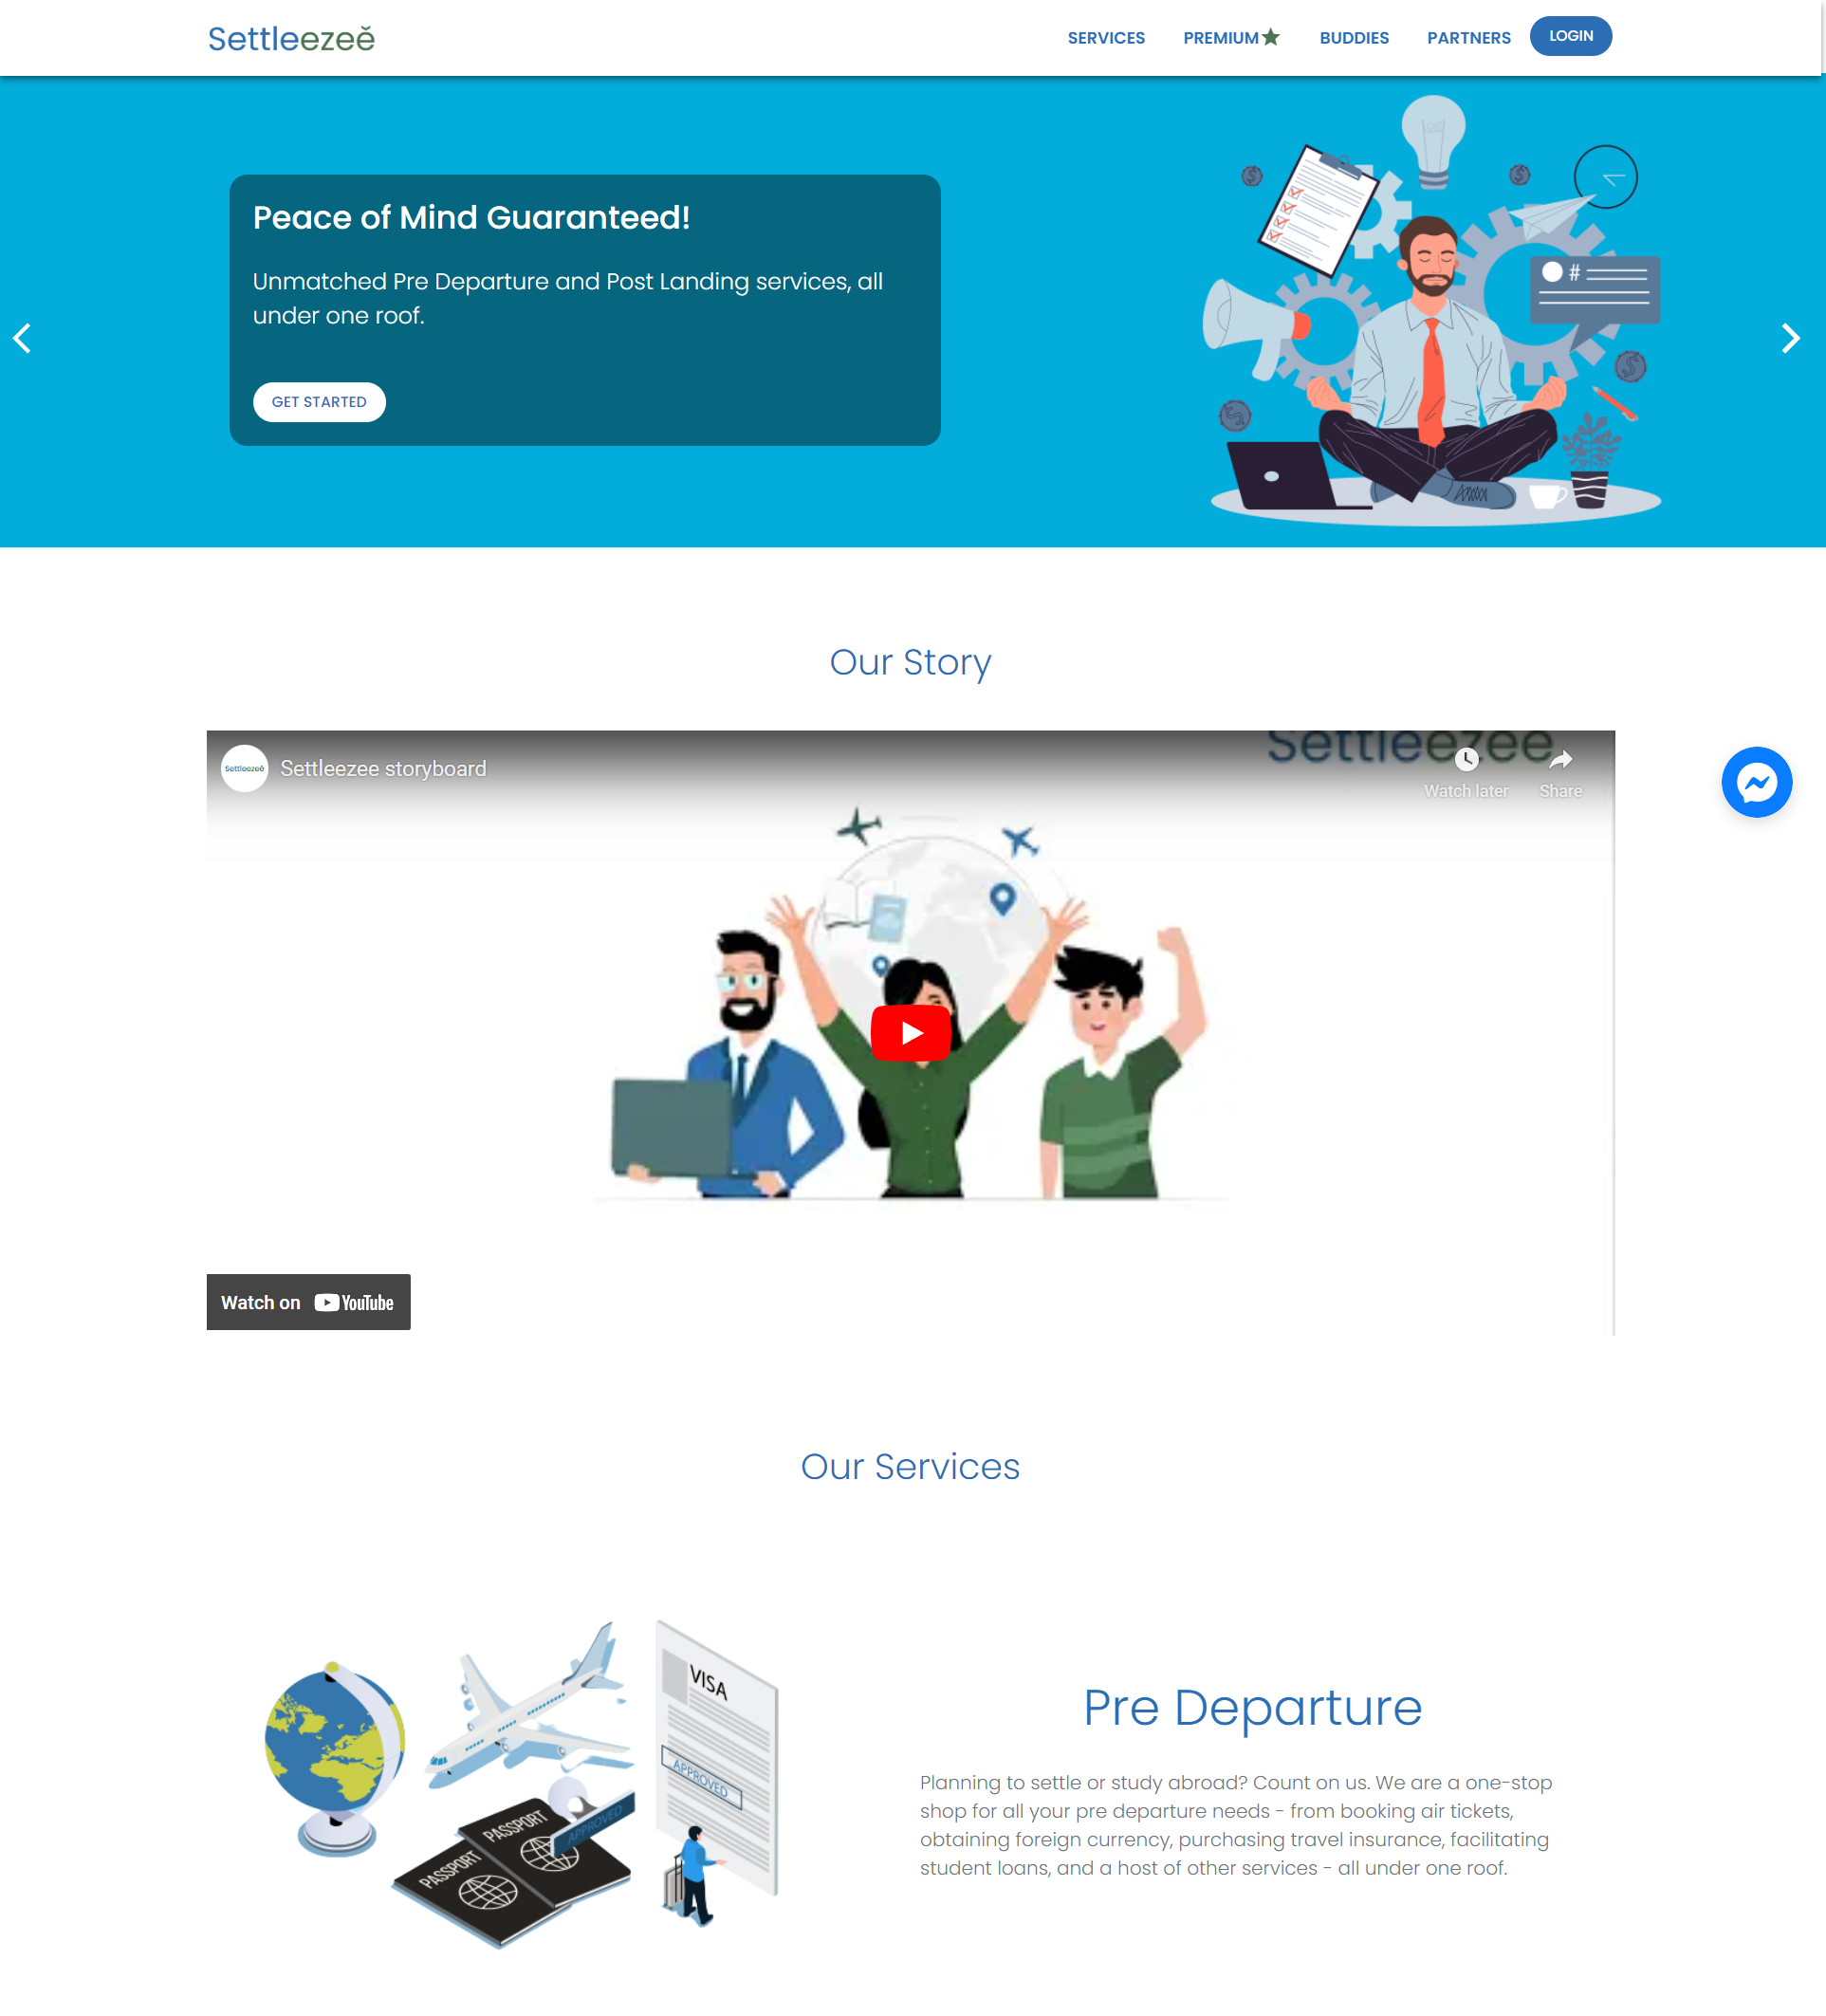 Settleezeě
SERVICES
PREMIUM
BUDDIES
PARTNERS
LOGIN
Peace of Mind Guaranteed!
Unmatched Pre Departure and Post Landing services, all
under one roof.
GET STARTED
#
Our Story
Settleezeě
Settleezee storyboard
Settleezee
Watch later
Share
Watch on YouTube
Our Services
VISA
APPROVED
PASSPORT
APPROVED
PASSPORT
Pre Departure
Planning to settle or study abroad? Count on us. We are a one-stop
shop for all your pre departure needs - from booking air tickets,
obtaining foreign currency, purchasing travel insurance, facilitating
student loans, and a host of other services - all under one roof.